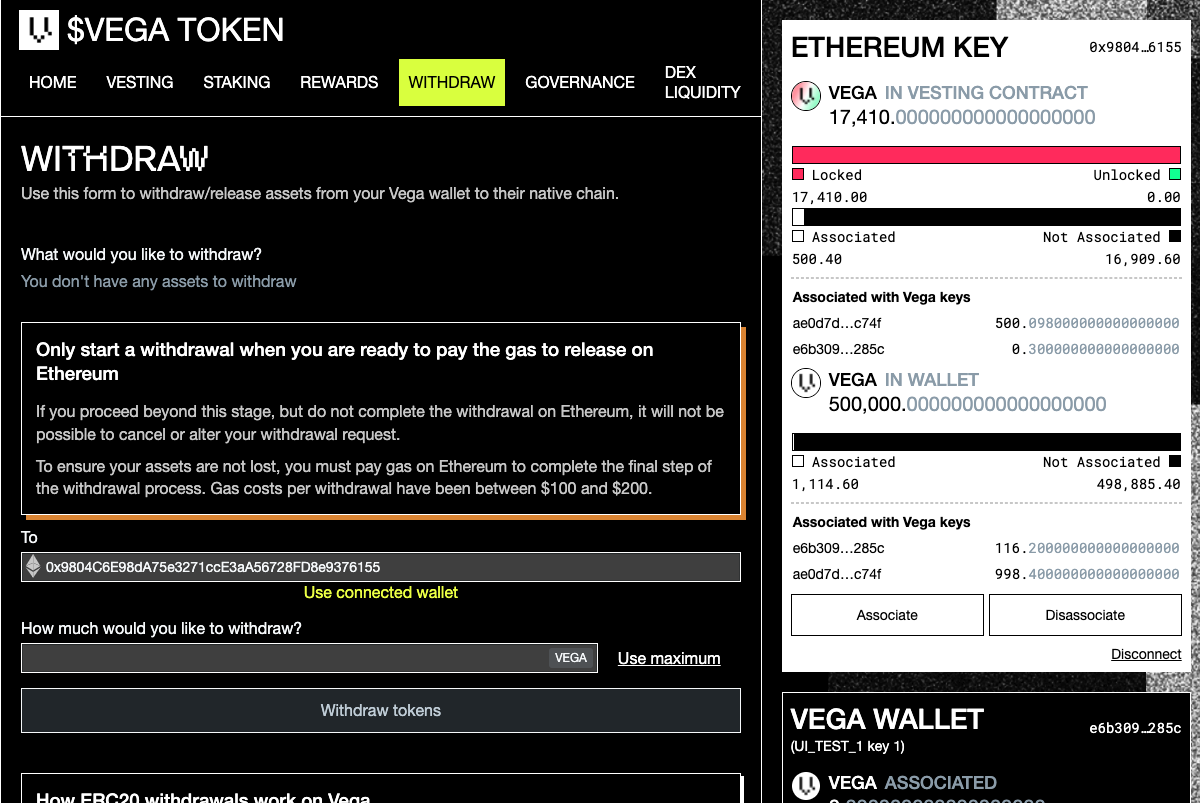 $VEGA TOKEN
HOME
VESTING
STAKING
REWARDS
WITHDRAW
GOVERNANCE
DEX
LIQUIDITY
WITHDRAW
Use this form to withdraw/release assets from your Vega wallet to their native chain.
What would you like to withdraw?
You don't have any assets to withdraw
Only start a withdrawal when you are ready to pay the gas to release on
Ethereum
If you proceed beyond this stage, but do not complete the withdrawal on Ethereum, it will not be
possible to cancel or alter your withdrawal request.
To ensure your assets are not lost, you must pay gas on Ethereum to complete the final step of
the withdrawal process. Gas costs per withdrawal have been between $100 and $200.
To
0x9804C6E98dA75e3271ccE3aA56728FD8e9376155
Use connected wallet
How much would you like to withdraw?
VEGA
Use maximum
Withdraw tokens
How ERC20 withdrawals work on Vega
ETHEREUM KEY
0x9804…6155
VEGA IN VESTING CONTRACT
17,410.000000000000000000
Locked Unlocked
17,410.00 0.00
Associated Not Associated
500.40 16,909.60
Associated with Vega keys
ae0d7d…c74f 500.098000000000000000
e6b309…285c 0.300000000000000000
VEGA IN WALLET
500,000.000000000000000000
Associated Not Associated
1,114.60 498,885.40
Associated with Vega keys
e6b309…285c 116.200000000000000000
ae0d7d…c74f 998.400000000000000000
Associate
Disassociate
Disconnect
VEGA WALLET
e6b309…285c
(UI_TEST_1 key 1)
VEGA ASSOCIATED